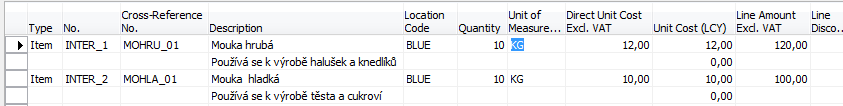 Type No. Cross-Reference No. Description Location Code Quantity Unit of Measure... Direct Unit Cost Excl. VAT Unit Cost (LCY) Line Amount Excl. VAT Line Disco...
Item INTER_1 MOHRU_01 Mouka hrubá BLUE 10 KG 12,00 12,00 120,00
Používá se k výrobě halušek a knedlíků 0,00
Item INTER_2 MOHLA_01 Mouka hladká BLUE 10 KG 10,00 10,00 100,00
Používá se k výrobě těsta a cukroví 0,00